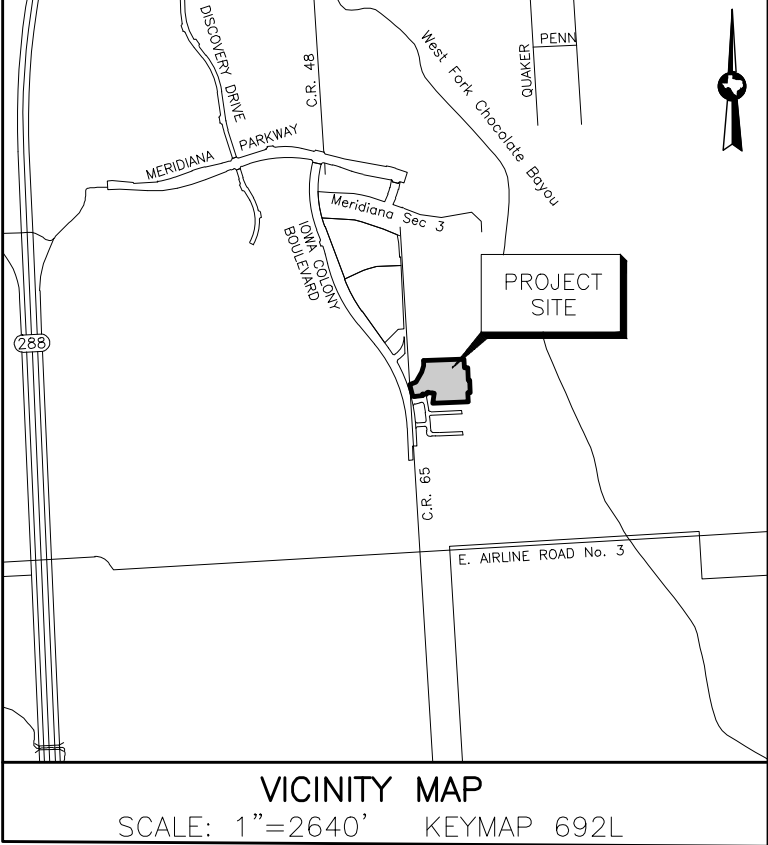 DISCOVERY DRIVE
C.R. 48
West Fork Chocolate Bayou
QUAKER
PENN
MERIDIANA PARKWAY
Meridiana Sec 3
IOWA COLONY
BOULEVARD
PROJECT
SITE
288
C.R. 65
E. AIRLINE ROAD No. 3
VICINITY MAP
SCALE: 1"=2640' KEYMAP 692L